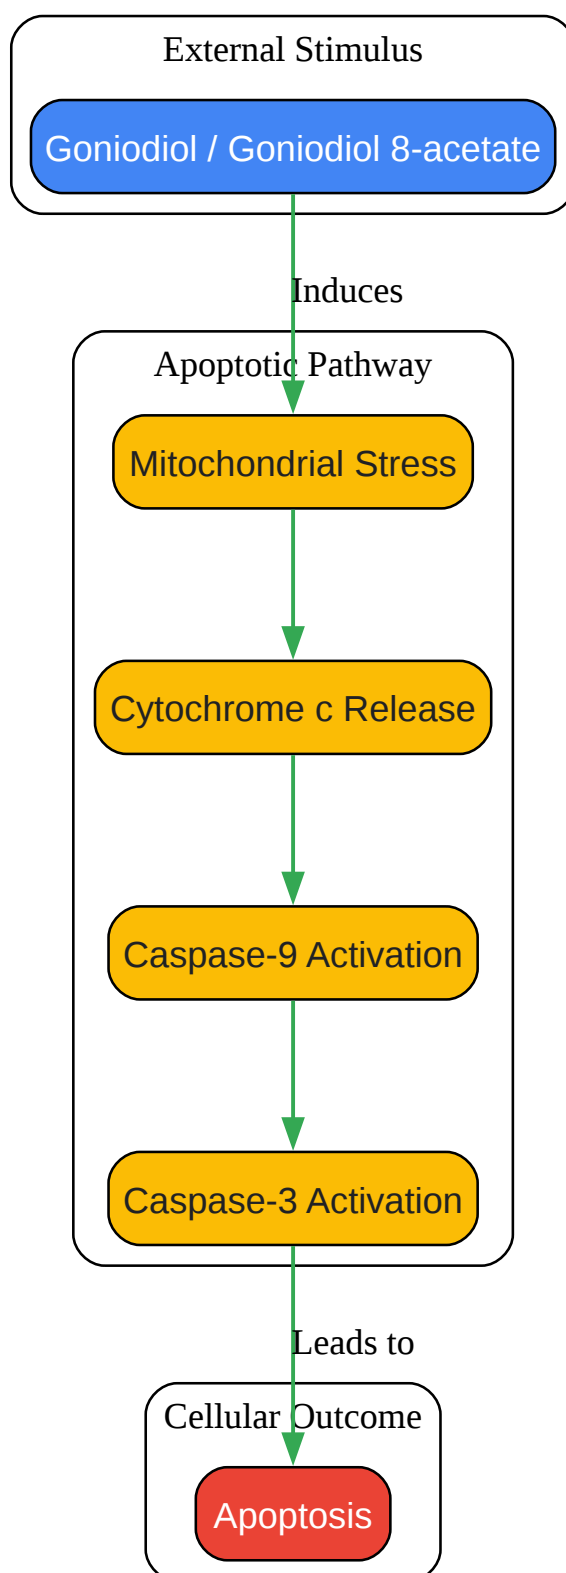 External Stimulus
Goniodiol / Goniodiol 8-acetate
Induces
Apoptotic Pathway
Mitochondrial Stress
Cytochrome c Release
Caspase-9 Activation
Caspase-3 Activation
Leads to
Cellular Outcome
Apoptosis